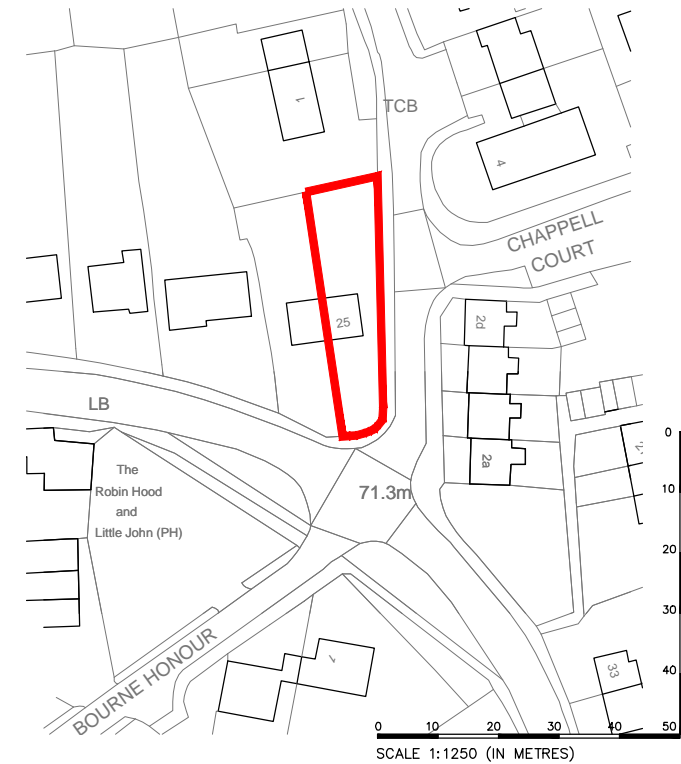 1
TCB
4
CHAPPELL
COURT
25
2d
LB
2a
The
Robin Hood
and
Little John (PH)
71.3m
0
10
20
30
40
BOURNE HONOUR
1
33
0 10 20 30 40 50
SCALE 1:1250 (IN METRES)